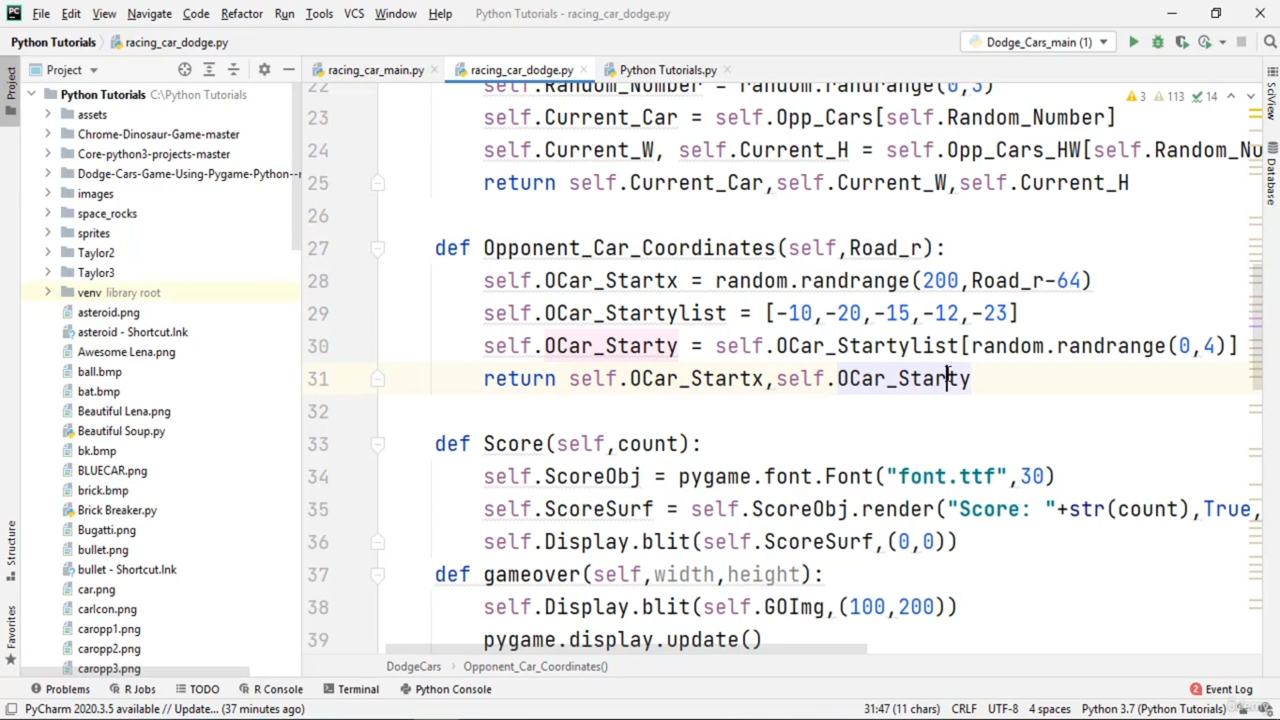 File Edit View Navigate Code Refactor Run Tools VCS Window Help Python Tutorials - racing_car_dodge.py
Python Tutorials racing_car_dodge.py Dodge_Cars_main (1)
Project racing_car_main.py racing_car_dodge.py Python Tutorials.py
Project
SciView
Database
Structure
Favorites
Python Tutorials C:\Python Tutorials
assets
Chrome-Dinosaur-Game-master
Core-python3-projects-master
Dodge-Cars-Game-Using-Pygame-Python--
images
space_rocks
sprites
Taylor2
Taylor3
venv library root
asteroid.png
asteroid - Shortcut.lnk
Awesome Lena.png
ball.bmp
bat.bmp
Beautiful Lena.png
Beautiful Soup.py
bk.bmp
BLUECAR.png
brick.bmp
Brick Breaker.py
Bugatti.png
bullet.png
bullet - Shortcut.lnk
car.png
carIcon.png
caropp1.png
caropp2.png
caropp3.png
3 113 14
22 self.Random_Number = random.randrange(0,3)
23 self.Current_Car = self.Opp_Cars[self.Random_Number]
24 self.Current_W, self.Current_H = self.Opp_Cars_HW[self.Random_Nu
25 return self.Current_Car,self.Current_W,self.Current_H
26
27 def Opponent_Car_Coordinates(self,Road_r):
28 self.OCar_Startx = random.randrange(200,Road_r-64)
29 self.OCar_Startylist = [-10,-20,-15,-12,-23]
30 self.OCar_Starty = self.OCar_Startylist[random.randrange(0,4)]
31 return self.OCar_Startx,self.OCar_Starty
32
33 def Score(self,count):
34 self.ScoreObj = pygame.font.Font("font.ttf",30)
35 self.ScoreSurf = self.ScoreObj.render("Score: "+str(count),True,
36 self.Display.blit(self.ScoreSurf,(0,0))
37 def gameover(self,width,height):
38 self.Display.blit(self.GOImg,(100,200))
39 pygame.display.update()
DodgeCars Opponent_Car_Coordinates()
Problems R Jobs TODO R Console Terminal Python Console 2 Event Log
PyCharm 2020.3.5 available // Update... (37 minutes ago) 31:47 (11 chars) CRLF UTF-8 4 spaces Python 3.7 (Python Tutorials)